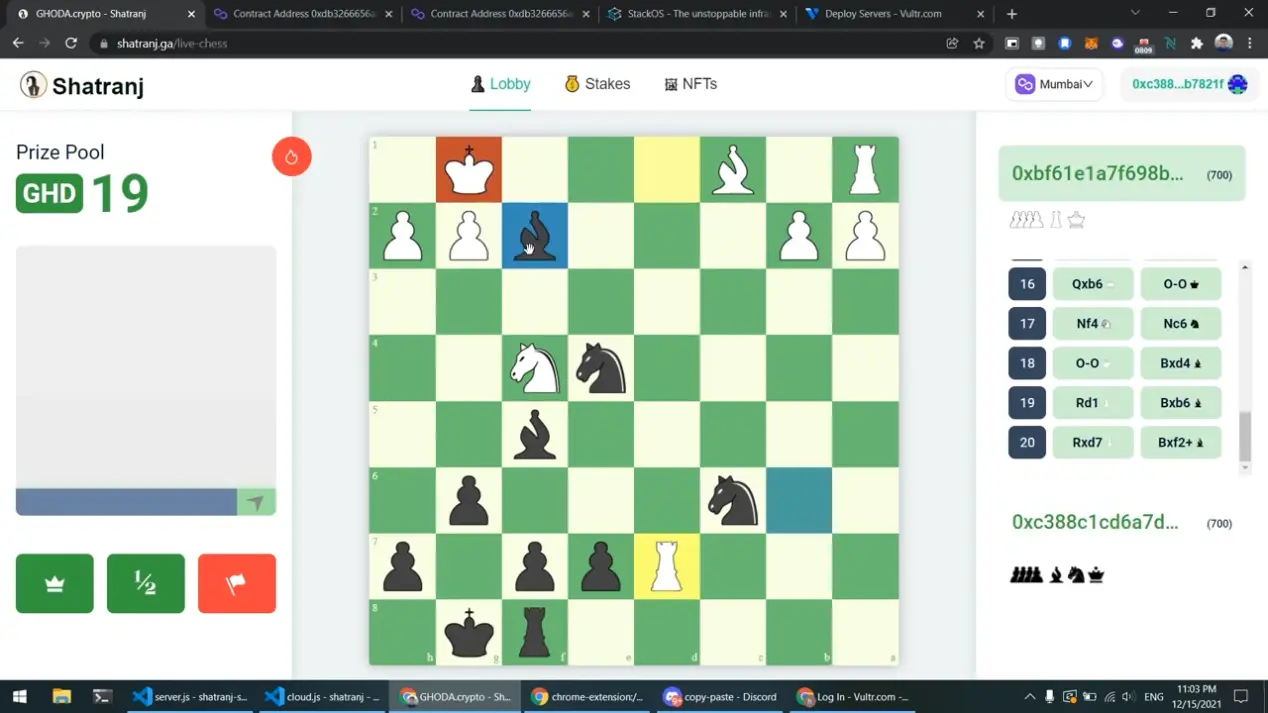 GHODA.crypto - Shatranj
Contract Address 0xdb3266656a
Contract Address 0xdb3266656a
StackOS - The unstoppable infra
Deploy Servers - Vultr.com
shatranj.ga/live-chess
0809
Shatranj
Lobby
Stakes
NFTs
Mumbai
0xc388...b7821f
Prize Pool
GHD 19
½
1
2
3
4
5
6
7
8
h g f e d c b a
0xbf61e1a7f698b... (700)
16 Qxb6 O-O
17 Nf4 Nc6
18 O-O Bxd4
19 Rd1 Bxb6
20 Rxd7 Bxf2+
0xc388c1cd6a7d... (700)
server.js - shatranj-s...
cloud.js - shatranj - ...
GHODA.crypto - Sh...
chrome-extension:/...
copy-paste - Discord
Log In - Vultr.com -...
ENG
11:03 PM
12/15/2021